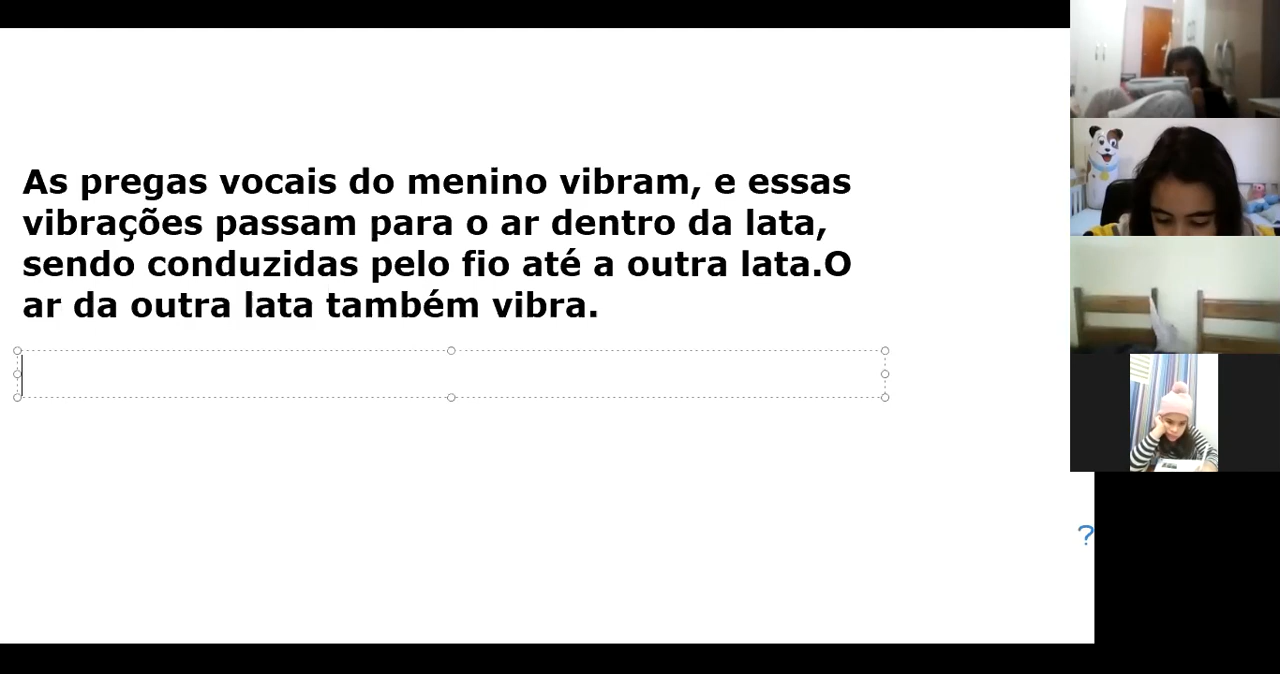 As pregas vocais do menino vibram, e essas
vibrações passam para o ar dentro da lata,
sendo conduzidas pelo fio até a outra lata.O
ar da outra lata também vibra.
?